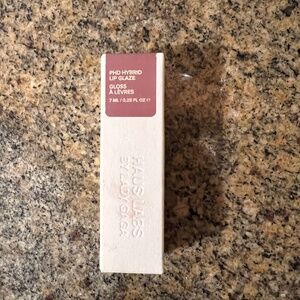 PHD HYBRID
LIP GLAZE
GLOSS
À LÈVRES
7 ML / 0.23 FL OZ ℮
HAUS LABS
BY LADY GAGA